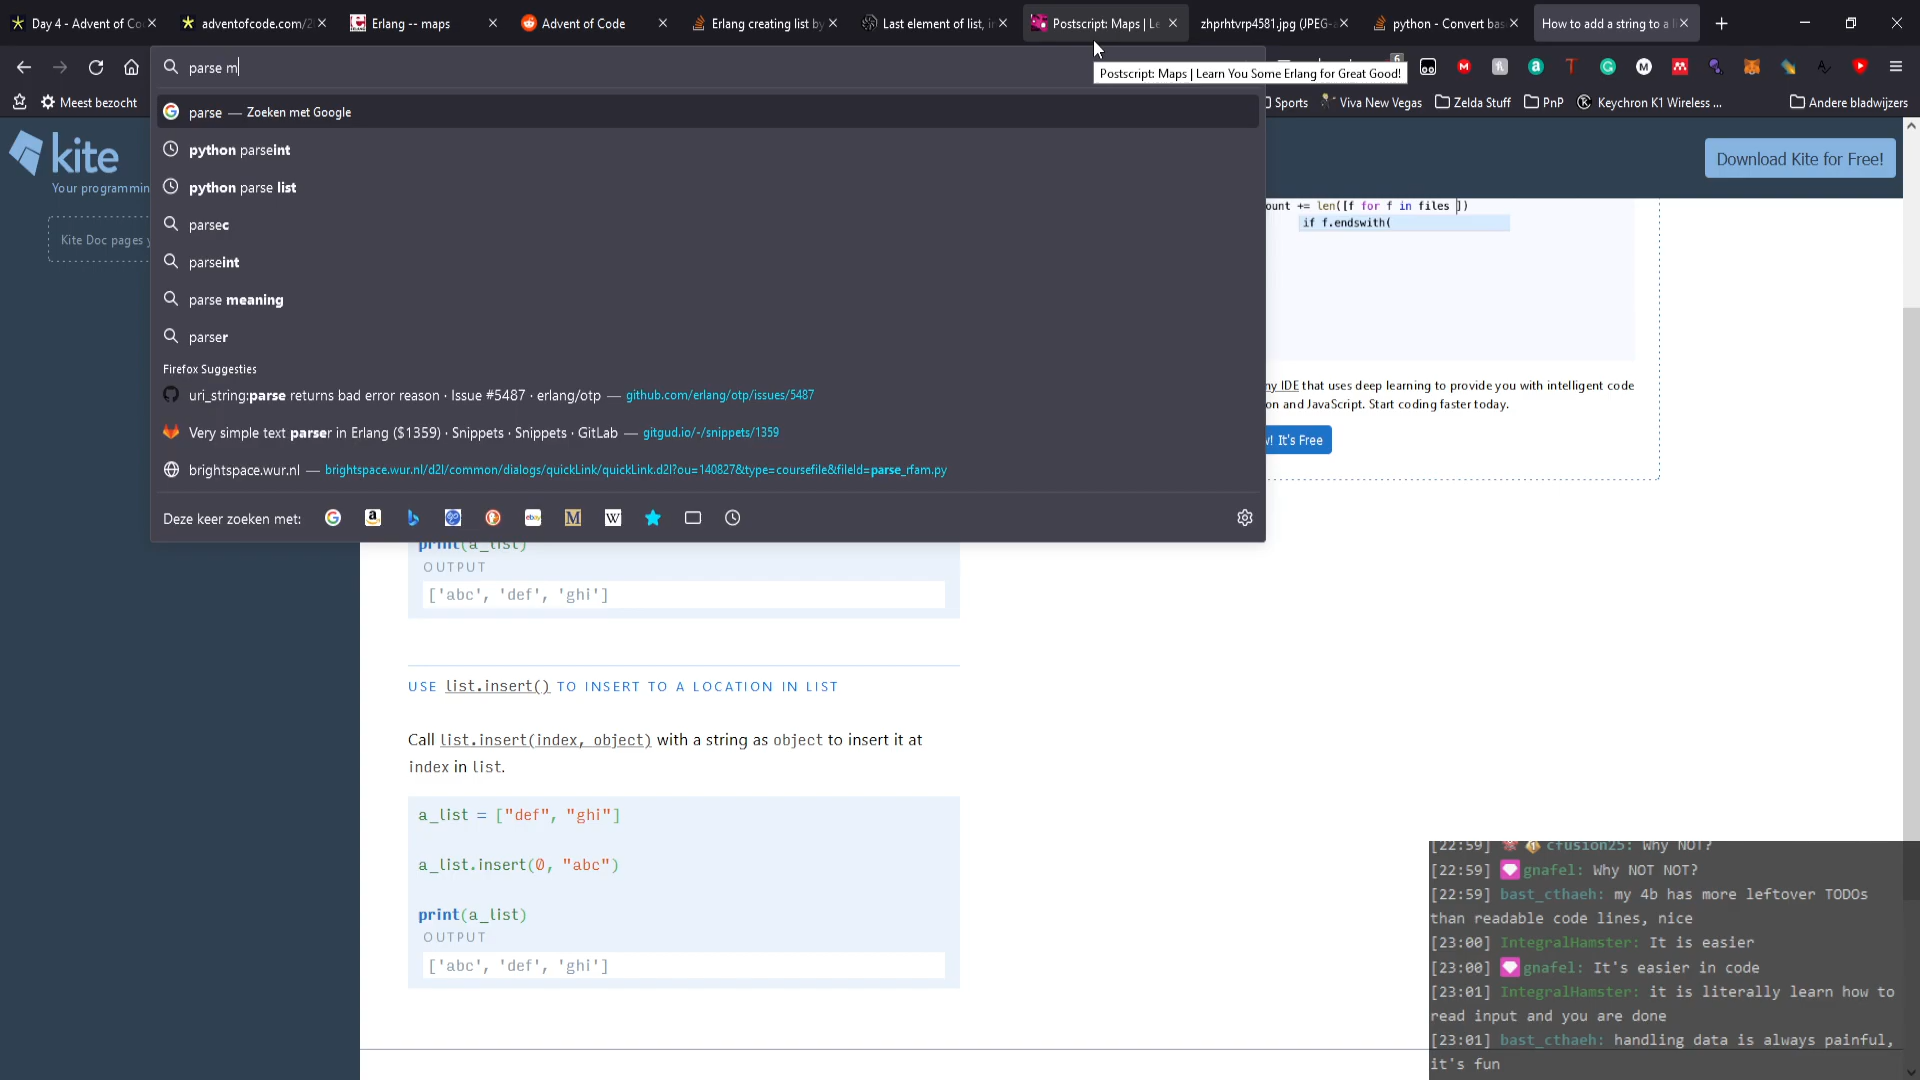 Day 4 - Advent of Co
adventofcode.com/2
Erlang -- maps
Advent of Code
Erlang creating list by
Last element of list, i
Postscript: Maps | Le
zhprhtvrp4581.jpg (JPEG-
python - Convert bas
How to add a string to a l
parse m
Postscript: Maps | Learn You Some Erlang for Great Good!
6
Meest bezocht
Sports
Viva New Vegas
Zelda Stuff
PnP
Keychron K1 Wireless ...
Andere bladwijzers
parse — Zoeken met Google
python parseint
python parse list
parsec
parseint
parse meaning
parser
Firefox Suggesties
uri_string:parse returns bad error reason · Issue #5487 · erlang/otp — github.com/erlang/otp/issues/5487
Very simple text parser in Erlang ($1359) · Snippets · Snippets · GitLab — gitgud.io/-/snippets/1359
brightspace.wur.nl — brightspace.wur.nl/d2l/common/dialogs/quickLink/quickLink.d2l?ou=140827&type=coursefile&fileId=parse_rfam.py
Deze keer zoeken met:
kite
Your programmin
Kite Doc pages y
Download Kite for Free!
ount += len([f for f in files ])
if f.endswith(
ny IDE that uses deep learning to provide you with intelligent code
on and JavaScript. Start coding faster today.
w! It's Free
print(a_list)
OUTPUT
['abc', 'def', 'ghi']
USE list.insert() TO INSERT TO A LOCATION IN LIST
Call list.insert(index, object) with a string as object to insert it at
index in list.
a_list = ["def", "ghi"]
a_list.insert(0, "abc")
print(a_list)
OUTPUT
['abc', 'def', 'ghi']
[22:59] cfusion25: Why NOT?
[22:59] gnafel: Why NOT NOT?
[22:59] bast_cthaeh: my 4b has more leftover TODOs
than readable code lines, nice
[23:00] IntegralHamster: It is easier
[23:00] gnafel: It's easier in code
[23:01] IntegralHamster: it is literally learn how to
read input and you are done
[23:01] bast_cthaeh: handling data is always painful,
it's fun